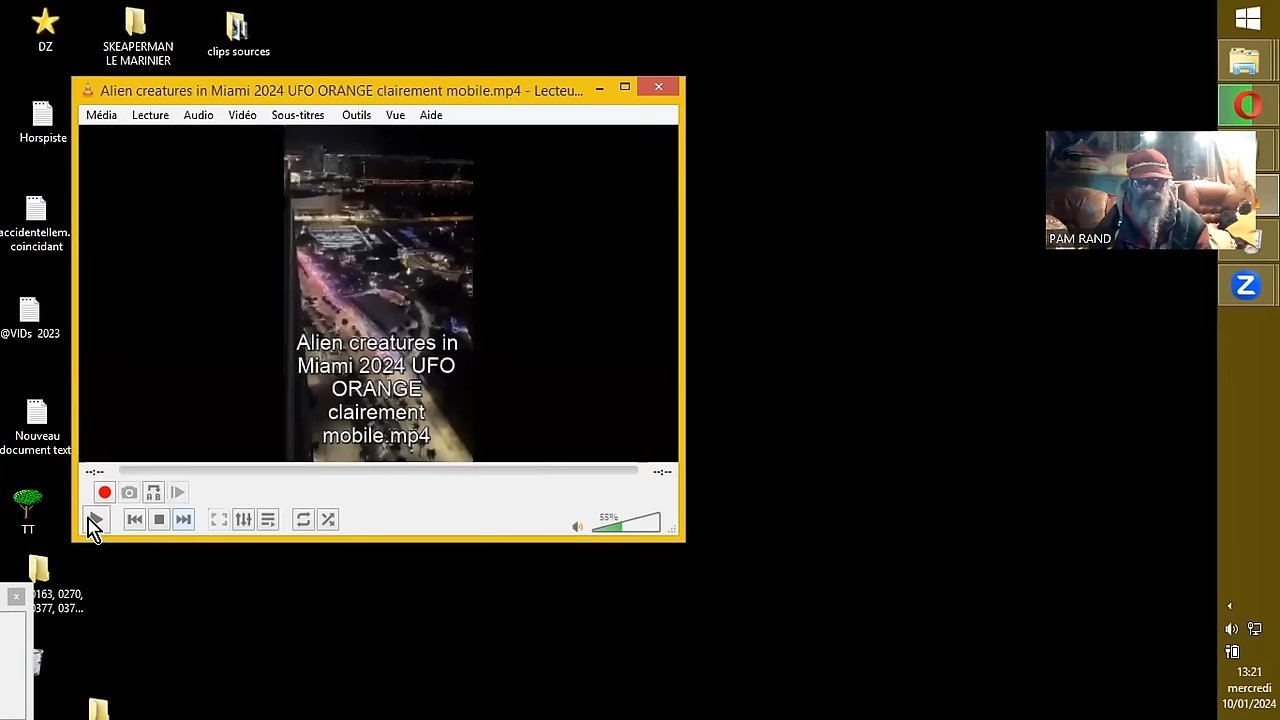 DZ
SKEAPERMAN
LE MARINIER
clips sources
Horspiste
accidentellem.
coincidant
@VIDs 2023
Nouveau
document text
TT
0163, 0270,
0377, 037...
x
Alien creatures in Miami 2024 UFO ORANGE clairement mobile.mp4 - Lecteu...
Média Lecture Audio Vidéo Sous-titres Outils Vue Aide
Alien creatures in
Miami 2024 UFO
ORANGE
clairement
mobile.mp4
--:-- --:--
55%
PAM RAND
13:21
mercredi
10/01/2024